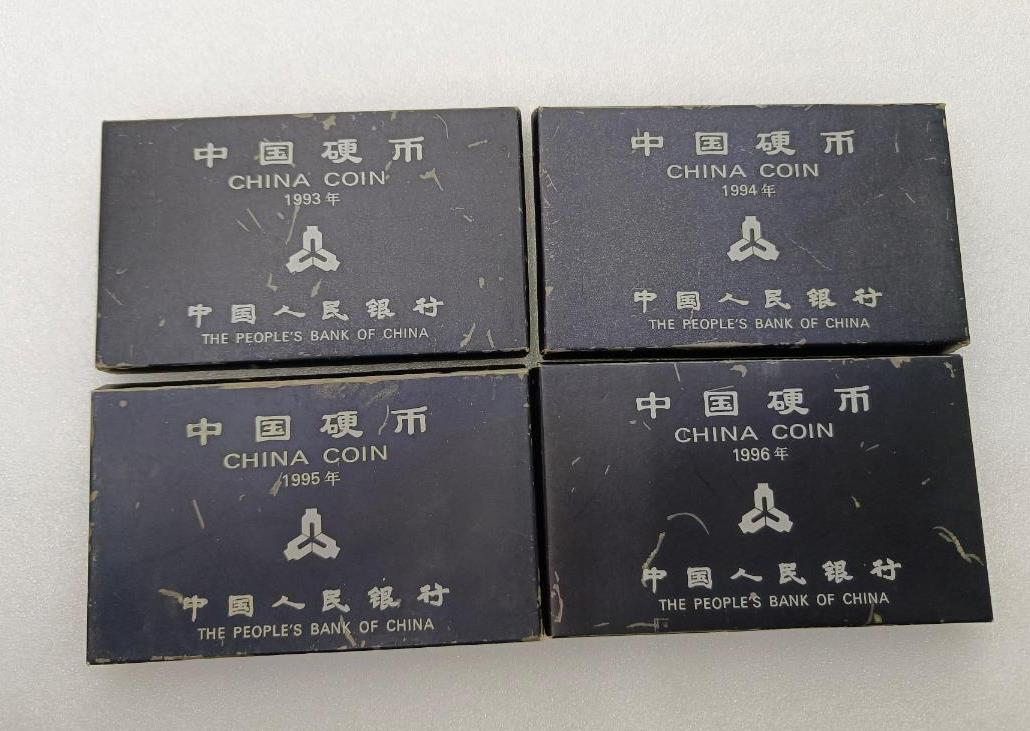 中国硬币
CHINA COIN
1993年
中国人民银行
THE PEOPLE'S BANK OF CHINA
中国硬币
CHINA COIN
1994年
中国人民银行
THE PEOPLE'S BANK OF CHINA
中国硬币
CHINA COIN
1995年
中国人民银行
THE PEOPLE'S BANK OF CHINA
中国硬币
CHINA COIN
1996年
中国人民银行
THE PEOPLE'S BANK OF CHINA